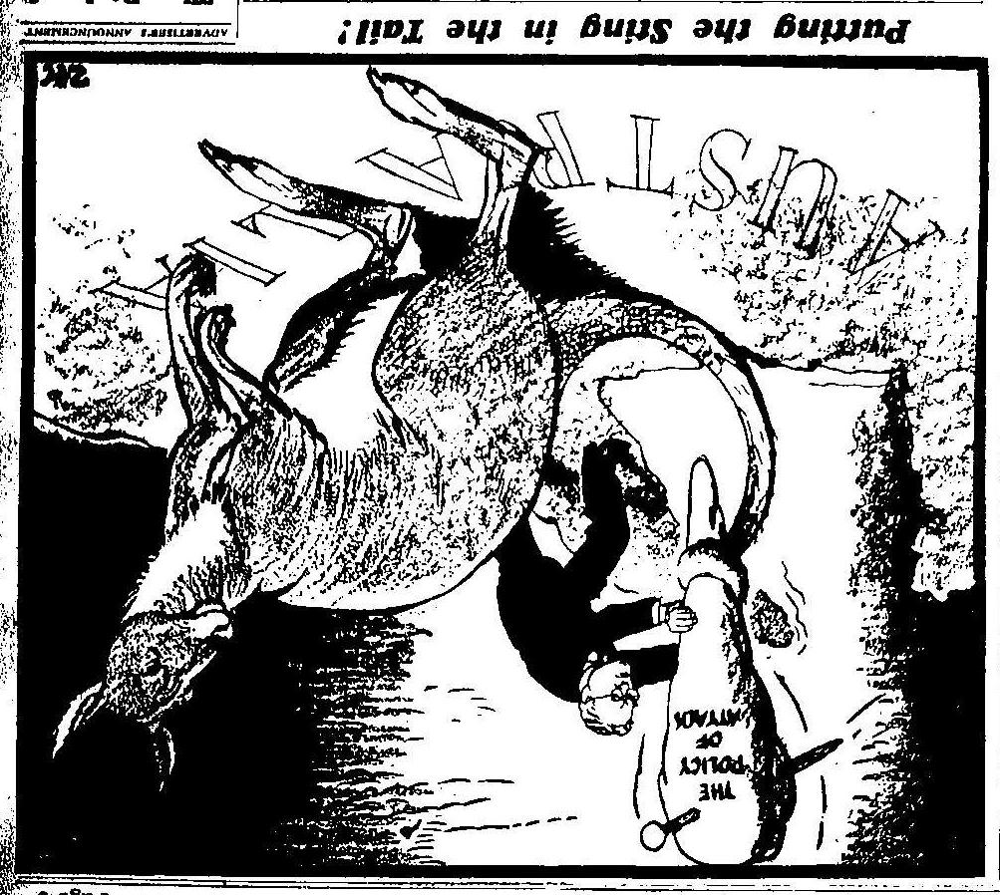 THE
POLICY
OF
ATTACK
AUSTRALIA
Putting the Sting in the Tail!
ADVERTISER'S ANNOUNCEMENT